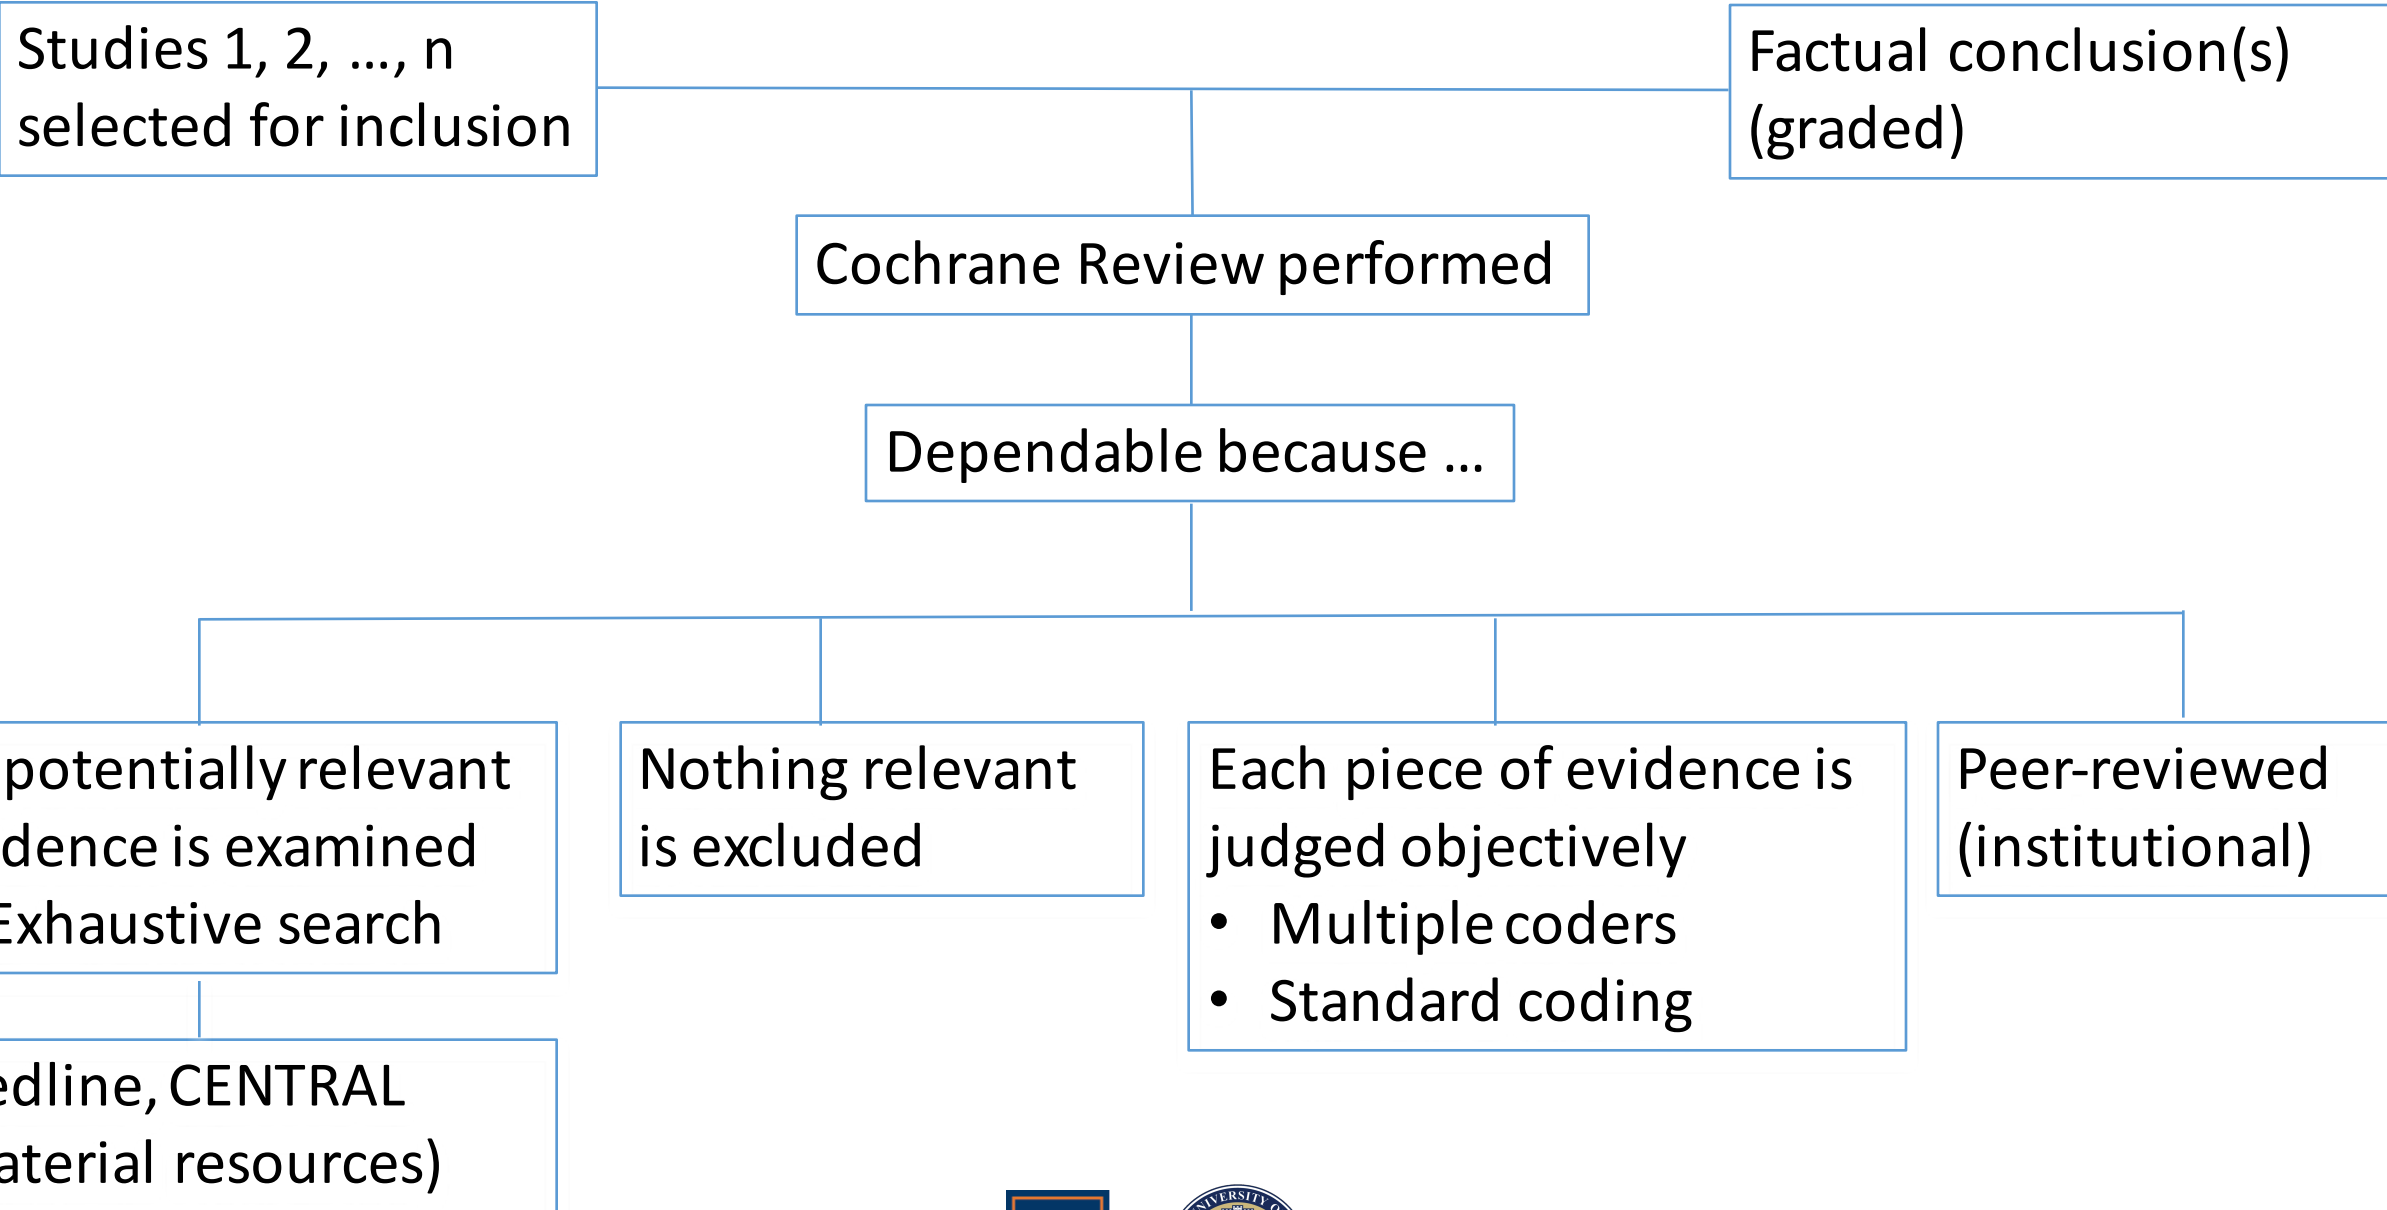 Studies 1, 2, …, n
selected for inclusion
Factual conclusion(s)
(graded)
Cochrane Review performed
Dependable because …
potentially relevant
dence is examined
Exhaustive search
edline, CENTRAL
aterial resources)
Nothing relevant
is excluded
Each piece of evidence is
judged objectively
• Multiple coders
• Standard coding
Peer-reviewed
(institutional)